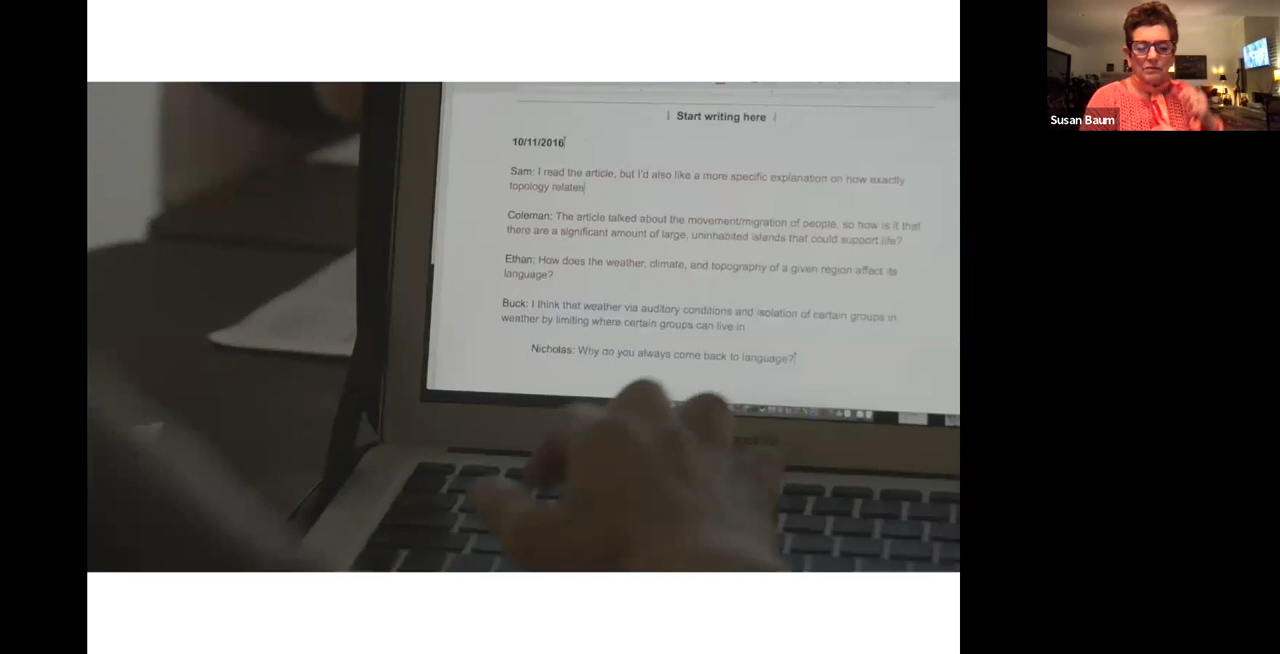 Start writing here
10/11/2016
Sam: I read the article, but I'd also like a more specific explanation on how exactly
topology relates
Coleman: The article talked about the movement/migration of people, so how is it that
there are a significant amount of large, uninhabited islands that could support life?
Ethan: How does the weather, climate, and topography of a given region affect its
language?
Buck: I think that weather via auditory conditions and isolation of certain groups in
weather by limiting where certain groups can live in
Nicholas: Why do you always come back to language?
Susan Baum